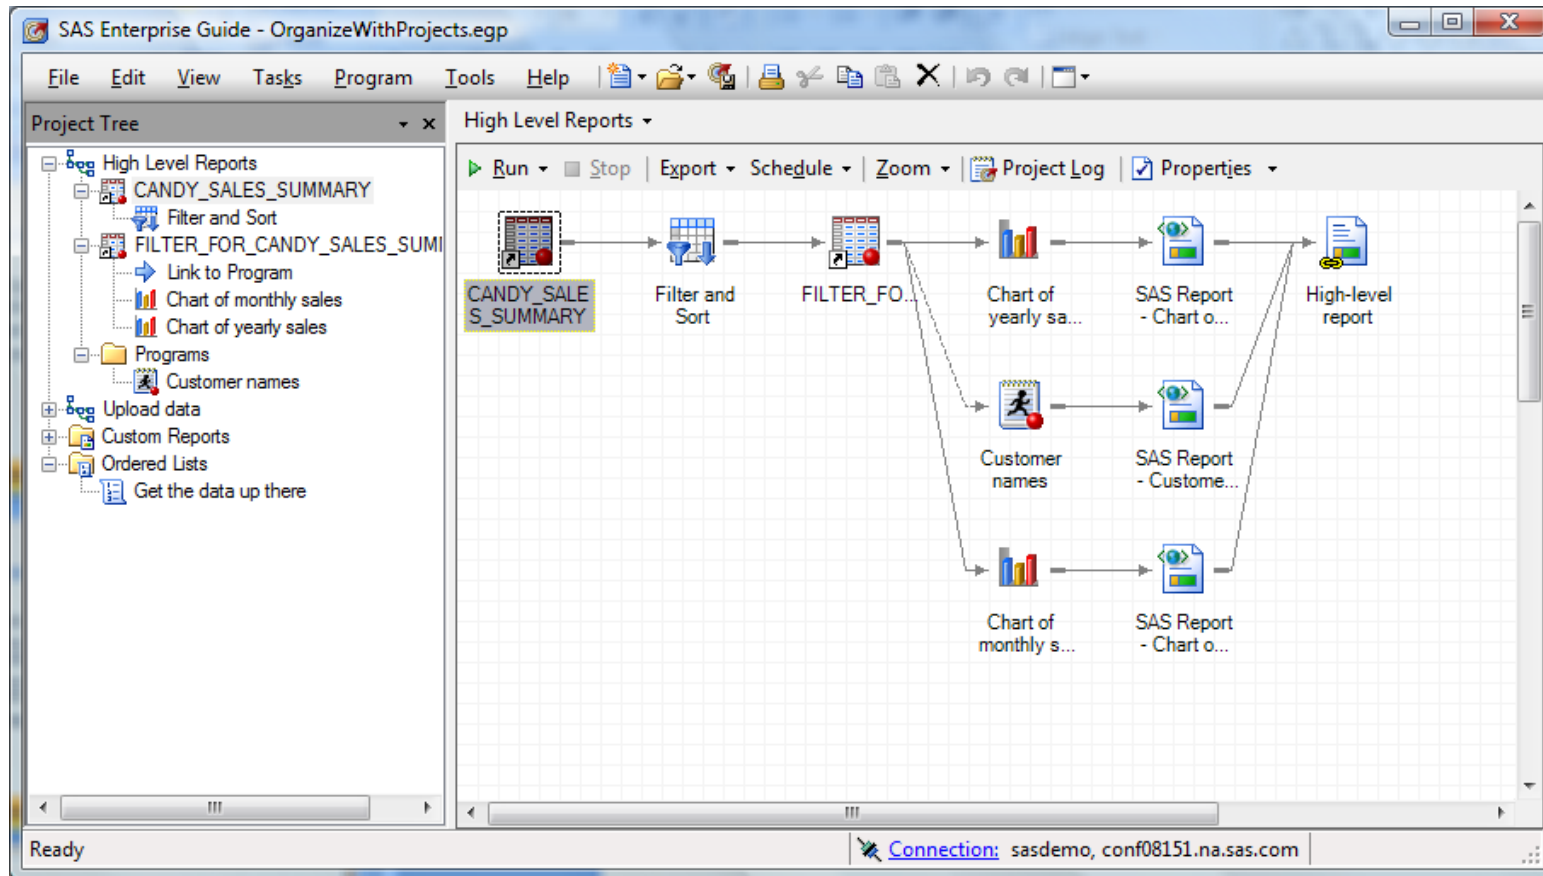 SAS Enterprise Guide - OrganizeWithProjects.egp
File Edit View Tasks Program Tools Help
Project Tree
High Level Reports
CANDY_SALES_SUMMARY
Filter and Sort
FILTER_FOR_CANDY_SALES_SUMI
Link to Program
Chart of monthly sales
Chart of yearly sales
Programs
Customer names
Upload data
Custom Reports
Ordered Lists
Get the data up there
High Level Reports
Run Stop Export Schedule Zoom Project Log Properties
CANDY_SALE
S_SUMMARY
Filter and
Sort
FILTER_FO...
Chart of
yearly sa...
SAS Report
- Chart o...
High-level
report
Customer
names
SAS Report
- Custome...
Chart of
monthly s...
SAS Report
- Chart o...
Ready
Connection: sasdemo, conf08151.na.sas.com